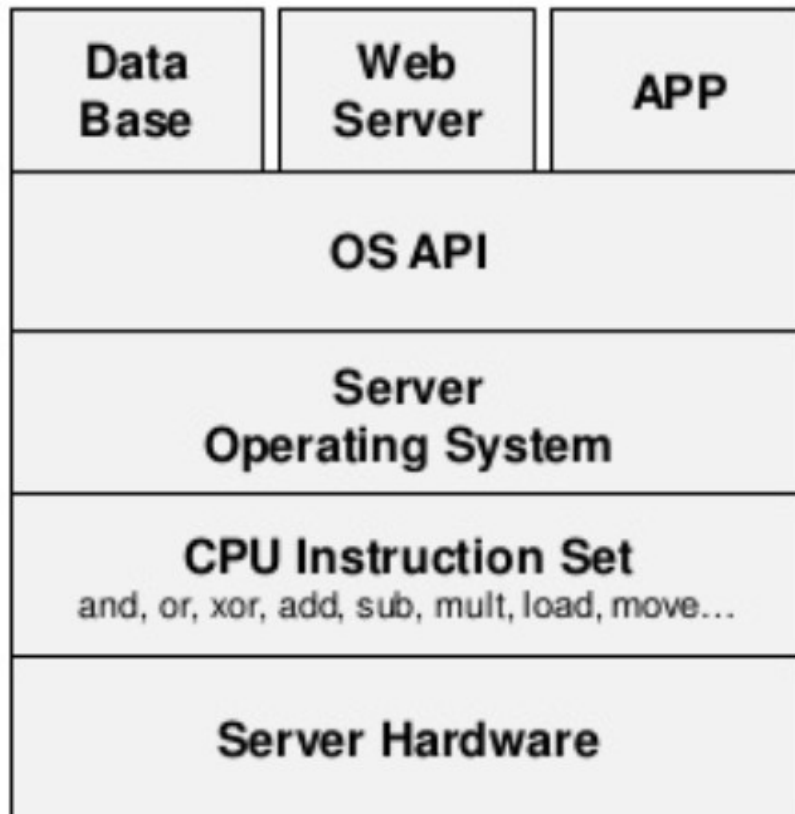 Data
Base
Web
Server
APP
OS API
Server
Operating System
CPU Instruction Set
and, or, xor, add, sub, mult, load, move...
Server Hardware